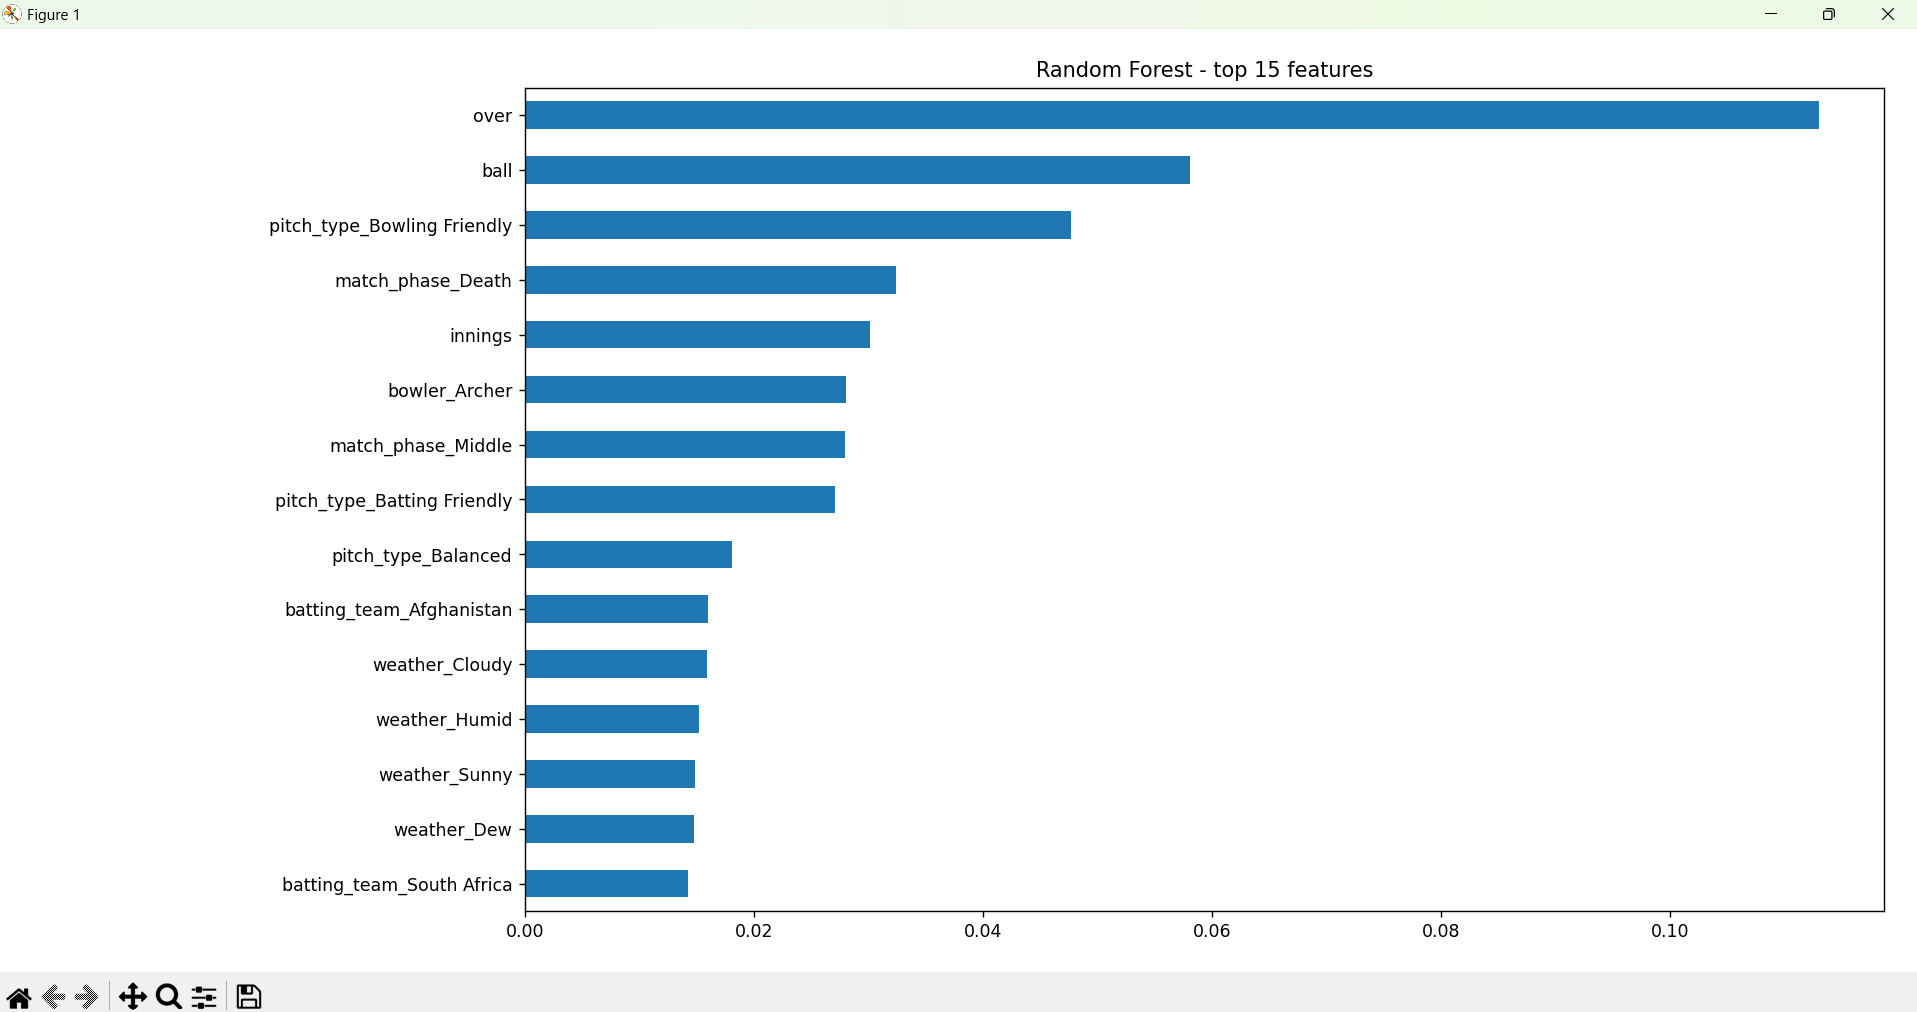 Figure 1
Random Forest - top 15 features
over
ball
pitch_type_Bowling Friendly
match_phase_Death
innings
bowler_Archer
match_phase_Middle
pitch_type_Batting Friendly
pitch_type_Balanced
batting_team_Afghanistan
weather_Cloudy
weather_Humid
weather_Sunny
weather_Dew
batting_team_South Africa
0.00 0.02 0.04 0.06 0.08 0.10